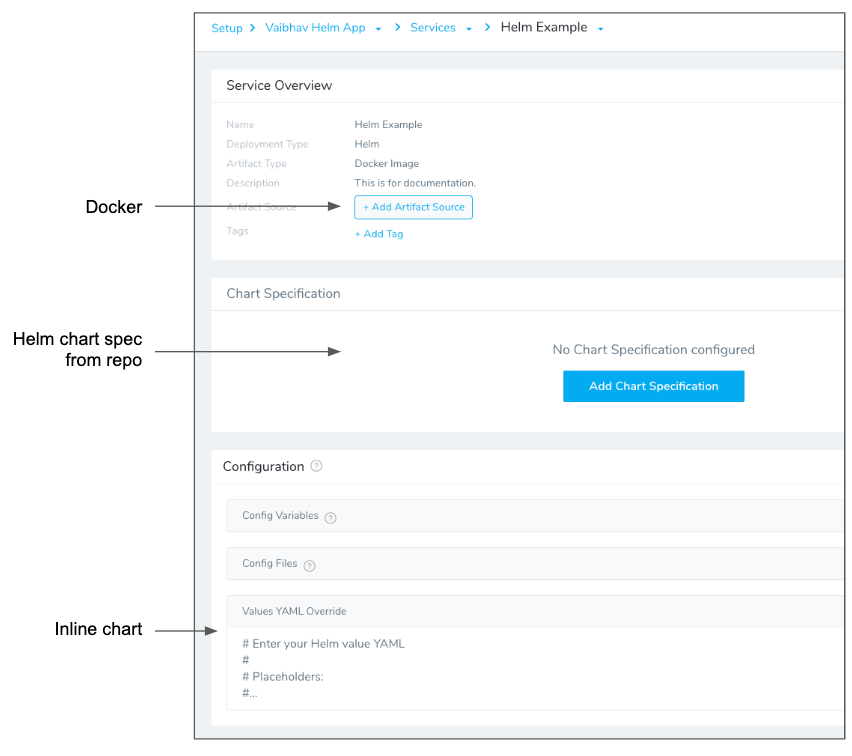 Setup > Vaibhav Helm App > Services > Helm Example
Service Overview
Name Helm Example
Deployment Type Helm
Artifact Type Docker Image
Description This is for documentation.
Docker
Artifact Source + Add Artifact Source
Tags + Add Tag
Chart Specification
Helm chart spec
from repo
No Chart Specification configured
Add Chart Specification
Configuration ?
Config Variables ?
Config Files ?
Values YAML Override
Inline chart
# Enter your Helm value YAML
#
# Placeholders:
#...